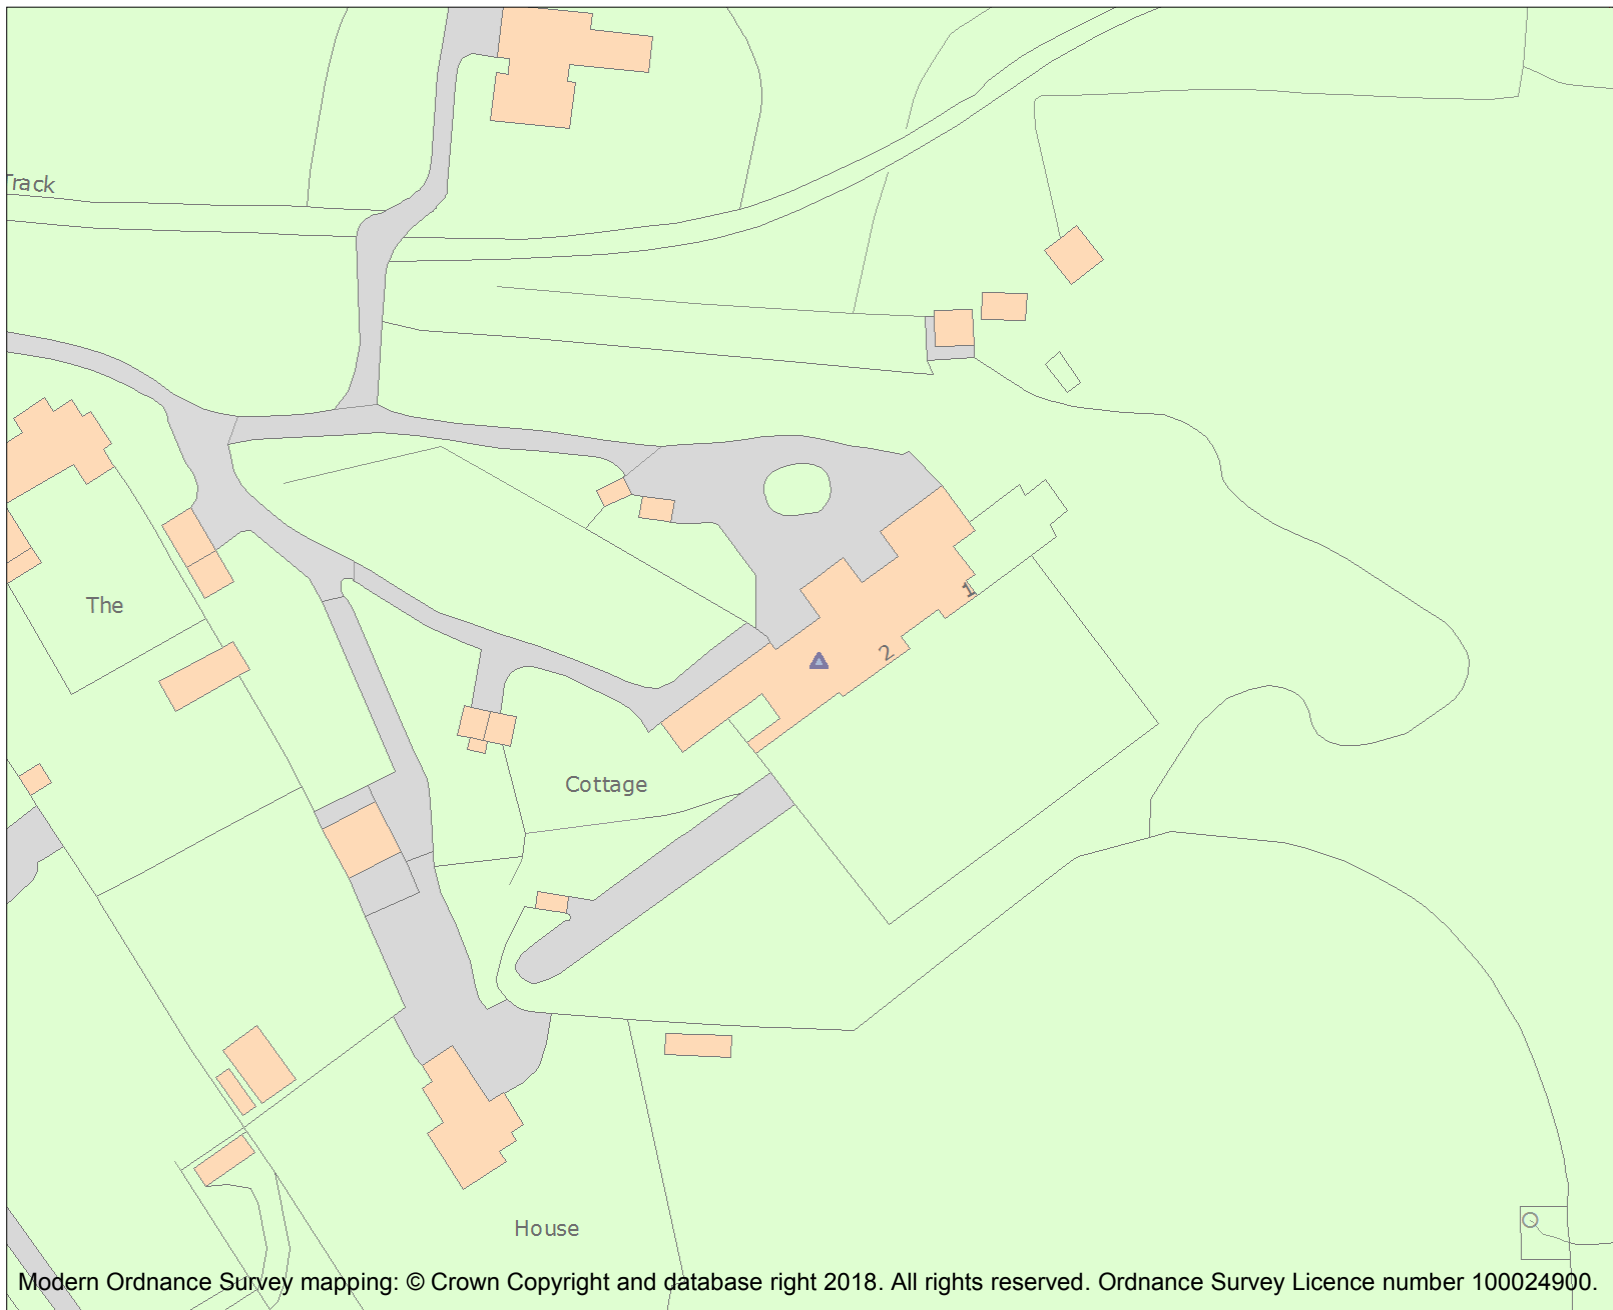 Track
The
1
2
Cottage
House
Modern Ordnance Survey mapping: © Crown Copyright and database right 2018. All rights reserved. Ordnance Survey Licence number 100024900.